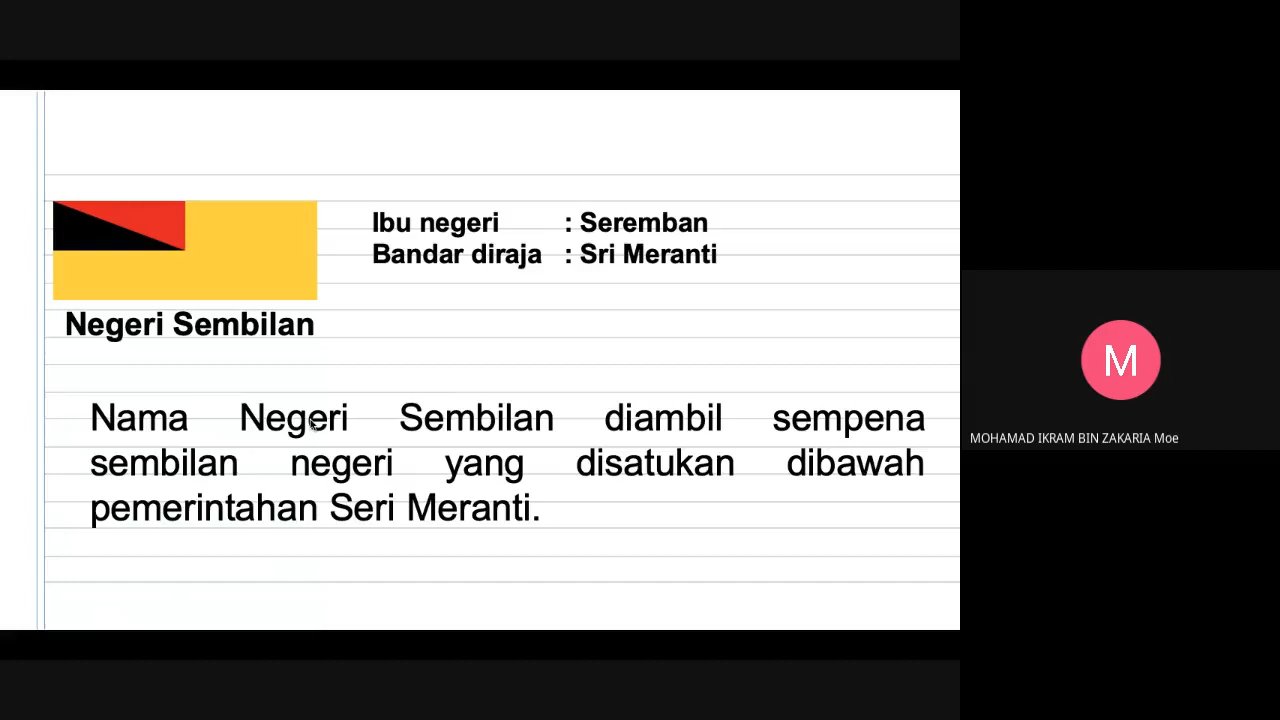 Ibu negeri : Seremban
Bandar diraja : Sri Meranti
Negeri Sembilan
Nama Negeri Sembilan diambil sempena
sembilan negeri yang disatukan dibawah
pemerintahan Seri Meranti.
M
MOHAMAD IKRAM BIN ZAKARIA Moe